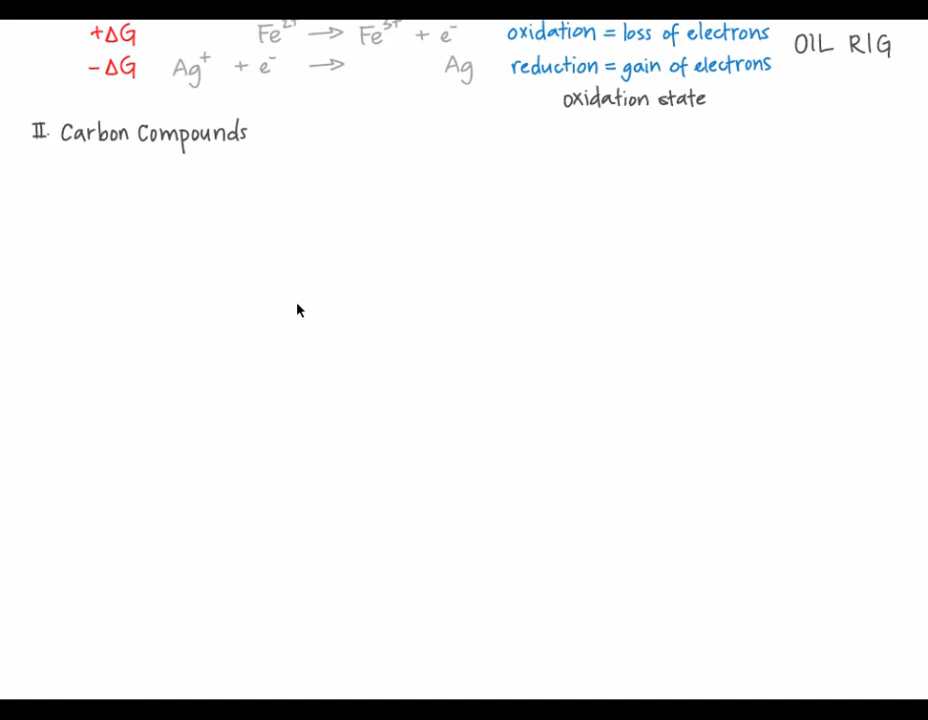 +ΔG Fe²⁺ → Fe³⁺ + e⁻ oxidation = loss of electrons OIL RIG
−ΔG Ag⁺ + e⁻ → Ag reduction = gain of electrons
oxidation state
II. Carbon Compounds